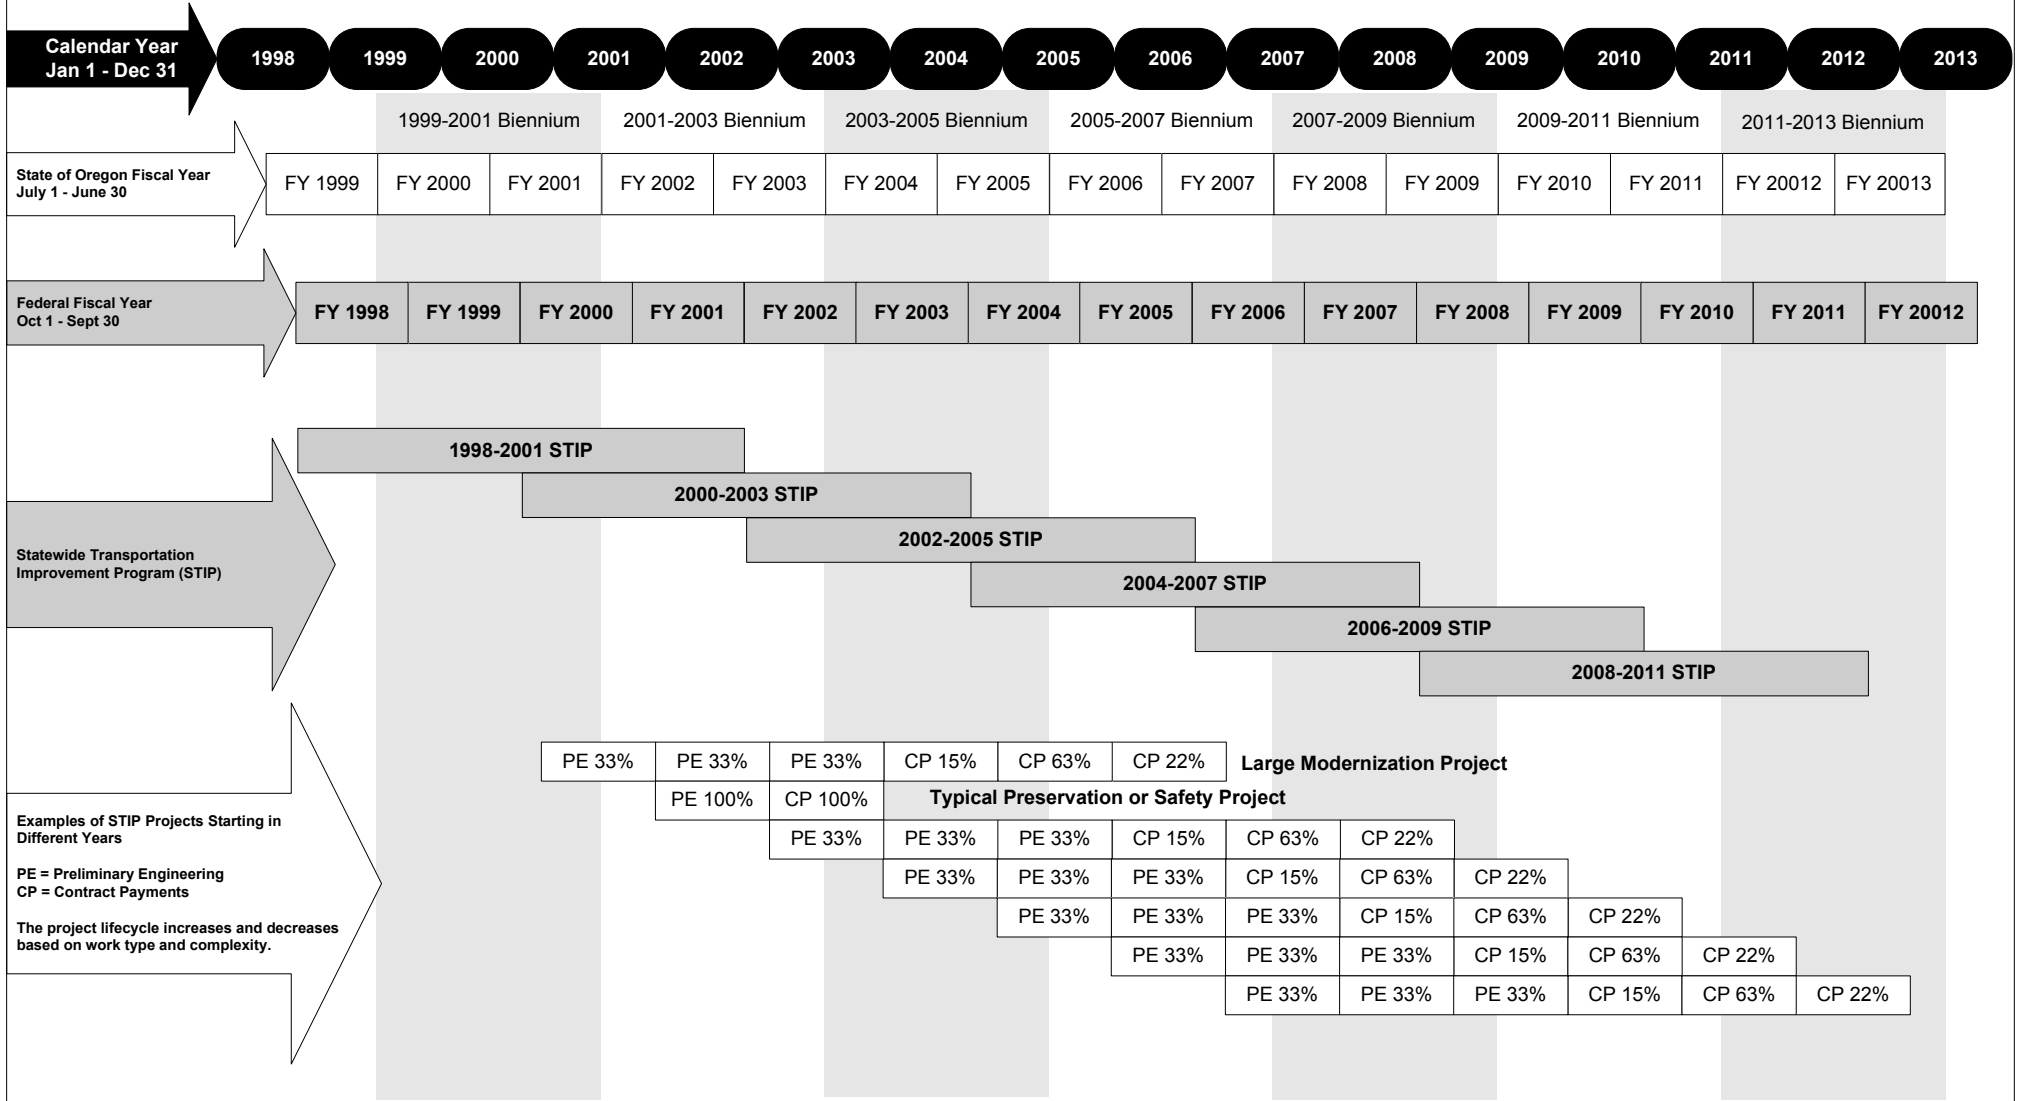 Calendar Year
Jan 1 - Dec 31
1998 1999 2000 2001 2002 2003 2004 2005 2006 2007 2008 2009 2010 2011 2012 2013
1999-2001 Biennium 2001-2003 Biennium 2003-2005 Biennium 2005-2007 Biennium 2007-2009 Biennium 2009-2011 Biennium 2011-2013 Biennium
State of Oregon Fiscal Year
July 1 - June 30
FY 1999 FY 2000 FY 2001 FY 2002 FY 2003 FY 2004 FY 2005 FY 2006 FY 2007 FY 2008 FY 2009 FY 2010 FY 2011 FY 20012 FY 20013
Federal Fiscal Year
Oct 1 - Sept 30
FY 1998 FY 1999 FY 2000 FY 2001 FY 2002 FY 2003 FY 2004 FY 2005 FY 2006 FY 2007 FY 2008 FY 2009 FY 2010 FY 2011 FY 20012
Statewide Transportation
Improvement Program (STIP)
1998-2001 STIP
2000-2003 STIP
2002-2005 STIP
2004-2007 STIP
2006-2009 STIP
2008-2011 STIP
Examples of STIP Projects Starting in
Different Years
PE = Preliminary Engineering
CP = Contract Payments
The project lifecycle increases and decreases
based on work type and complexity.
PE 33% PE 33% PE 33% CP 15% CP 63% CP 22% Large Modernization Project
PE 100% CP 100% Typical Preservation or Safety Project
PE 33% PE 33% PE 33% CP 15% CP 63% CP 22%
PE 33% PE 33% PE 33% CP 15% CP 63% CP 22%
PE 33% PE 33% PE 33% CP 15% CP 63% CP 22%
PE 33% PE 33% PE 33% CP 15% CP 63% CP 22%
PE 33% PE 33% PE 33% CP 15% CP 63% CP 22%